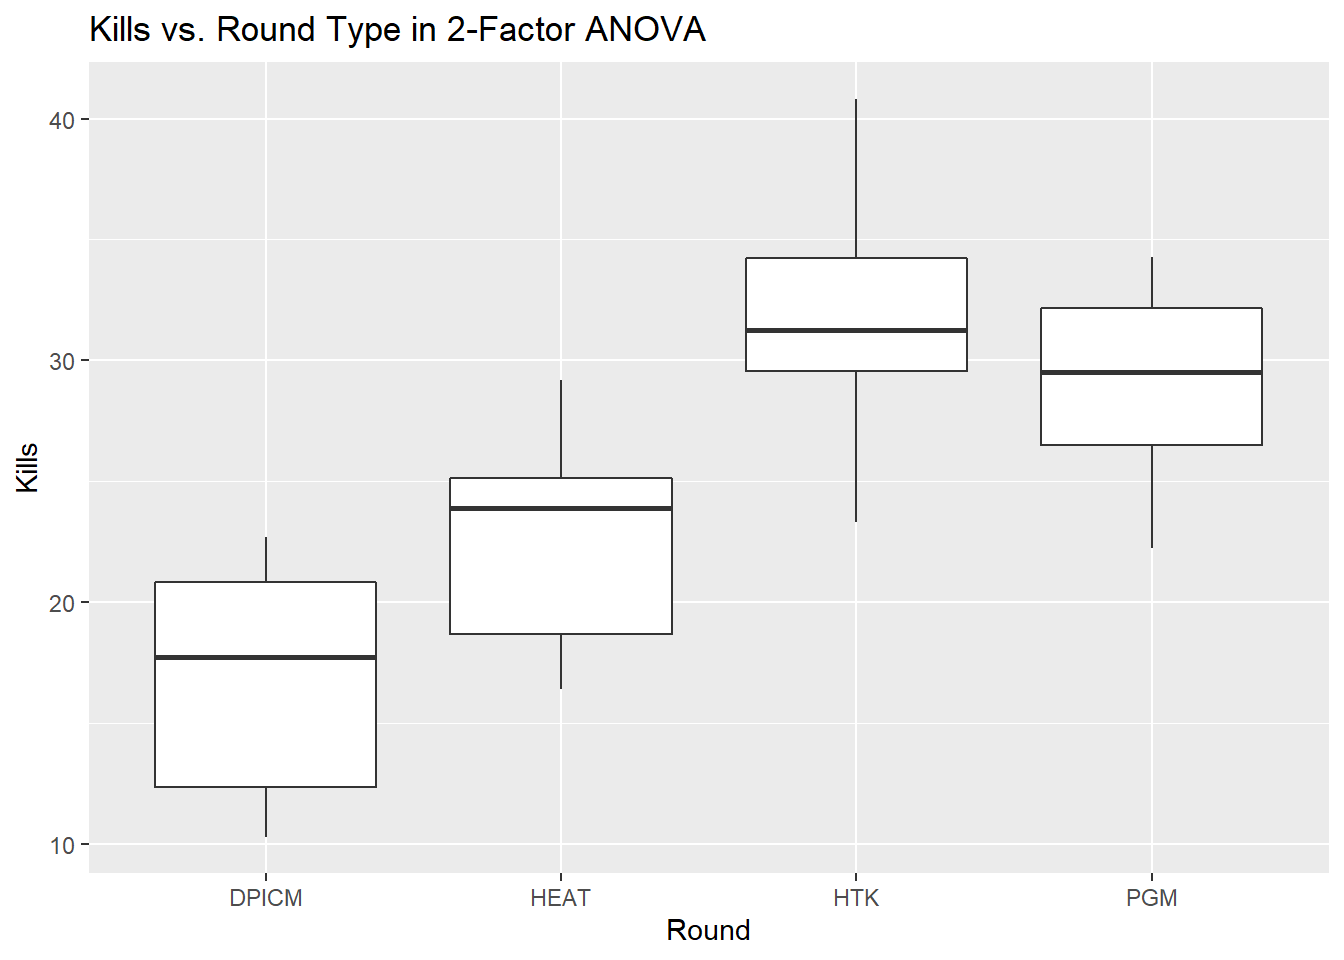 Kills vs. Round Type in 2-Factor ANOVA
40
30
20
10
Kills
DPICM HEAT HTK PGM
Round